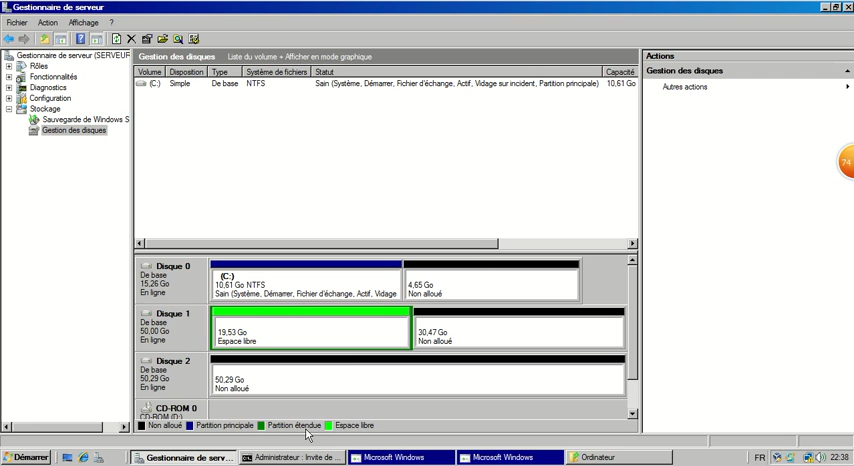 Gestionnaire de serveur
Fichier Action Affichage ?
Gestionnaire de serveur (SERVEUR
Rôles
Fonctionnalités
Diagnostics
Configuration
Stockage
Sauvegarde de Windows S
Gestion des disques
Gestion des disques Liste du volume + Afficher en mode graphique
Volume Disposition Type Système de fichiers Statut Capacité
(C:) Simple De base NTFS Sain (Système, Démarrer, Fichier d'échange, Actif, Vidage sur incident, Partition principale) 10,61 Go
Disque 0
De base
15,26 Go
En ligne
(C:)
10,61 Go NTFS
Sain (Système, Démarrer, Fichier d'échange, Actif, Vidage
4,65 Go
Non alloué
Disque 1
De base
50,00 Go
En ligne
19,53 Go
Espace libre
30,47 Go
Non alloué
Disque 2
De base
50,29 Go
En ligne
50,29 Go
Non alloué
CD-ROM 0
CD-ROM (D:)
Non alloué Partition principale Partition étendue Espace libre
Actions
Gestion des disques
Autres actions
74
Démarrer Gestionnaire de serv... Administrateur : Invite de ... Microsoft Windows Microsoft Windows Ordinateur FR 22:38